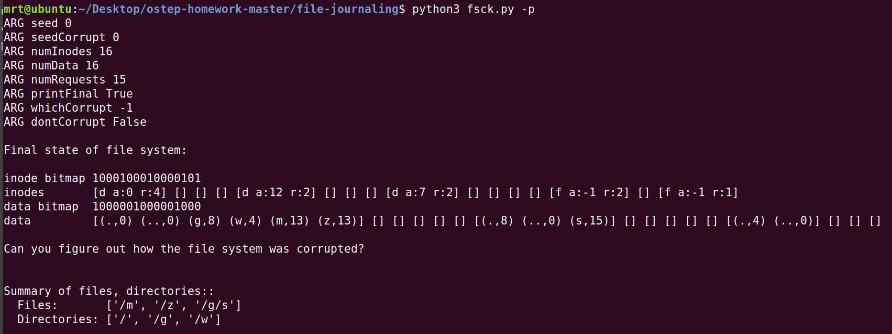 mrt@ubuntu:~/Desktop/ostep-homework-master/file-journaling$ python3 fsck.py -p
ARG seed 0
ARG seedCorrupt 0
ARG numInodes 16
ARG numData 16
ARG numRequests 15
ARG printFinal True
ARG whichCorrupt -1
ARG dontCorrupt False
Final state of file system:
inode bitmap 1000100010000101
inodes [d a:0 r:4] [] [] [] [d a:12 r:2] [] [] [] [d a:7 r:2] [] [] [] [] [f a:-1 r:2] [] [f a:-1 r:1]
data bitmap 1000001000001000
data [(.,0) (..,0) (g,8) (w,4) (m,13) (z,13)] [] [] [] [] [] [(.,8) (..,0) (s,15)] [] [] [] [] [] [(.,4) (..,0)] [] [] []
Can you figure out how the file system was corrupted?
Summary of files, directories::
Files: ['/m', '/z', '/g/s']
Directories: ['/', '/g', '/w']